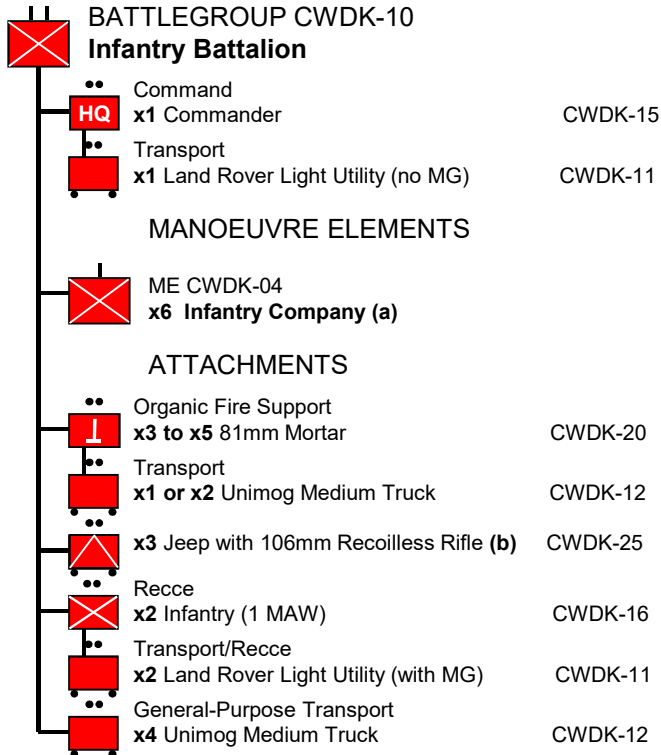 BATTLEGROUP CWDK-10
Infantry Battalion
Command
HQ x1 Commander CWDK-15
Transport
x1 Land Rover Light Utility (no MG) CWDK-11
MANOEUVRE ELEMENTS
ME CWDK-04
x6 Infantry Company (a)
ATTACHMENTS
Organic Fire Support
x3 to x5 81mm Mortar CWDK-20
Transport
x1 or x2 Unimog Medium Truck CWDK-12
x3 Jeep with 106mm Recoilless Rifle (b) CWDK-25
Recce
x2 Infantry (1 MAW) CWDK-16
Transport/Recce
x2 Land Rover Light Utility (with MG) CWDK-11
General-Purpose Transport
x4 Unimog Medium Truck CWDK-12